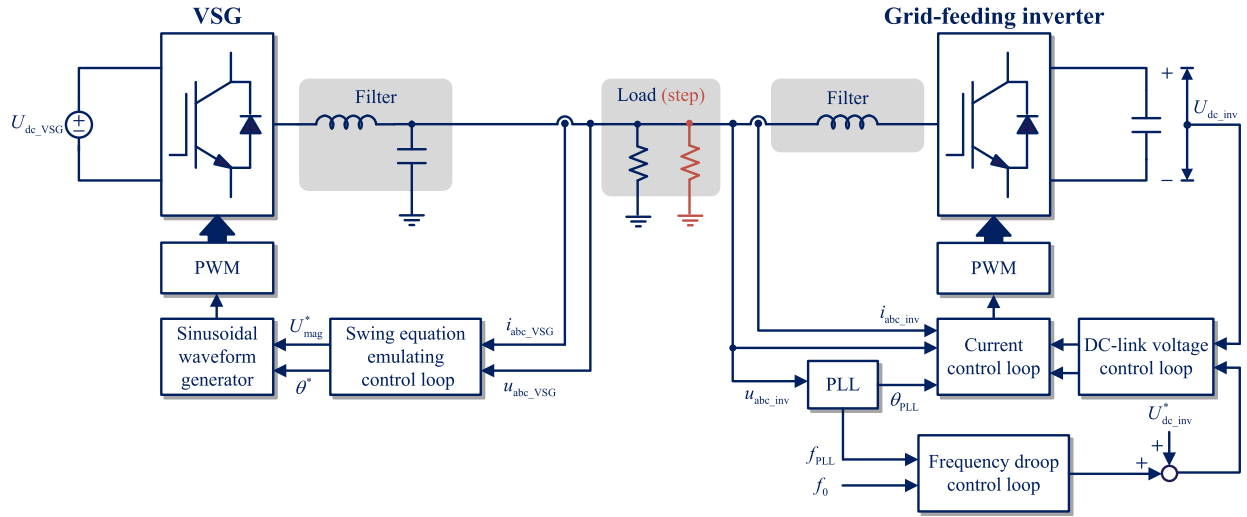 VSG
Grid-feeding inverter
U_dc_VSG
Filter
Load (step)
Filter
+
U_dc_inv
−
PWM
PWM
Sinusoidal
waveform
generator
U*_mag
θ*
Swing equation
emulating
control loop
i_abc_VSG
u_abc_VSG
i_abc_inv
u_abc_inv
PLL
θ_PLL
Current
control loop
DC-link voltage
control loop
U*_dc_inv
+
+
f_PLL
f_0
Frequency droop
control loop